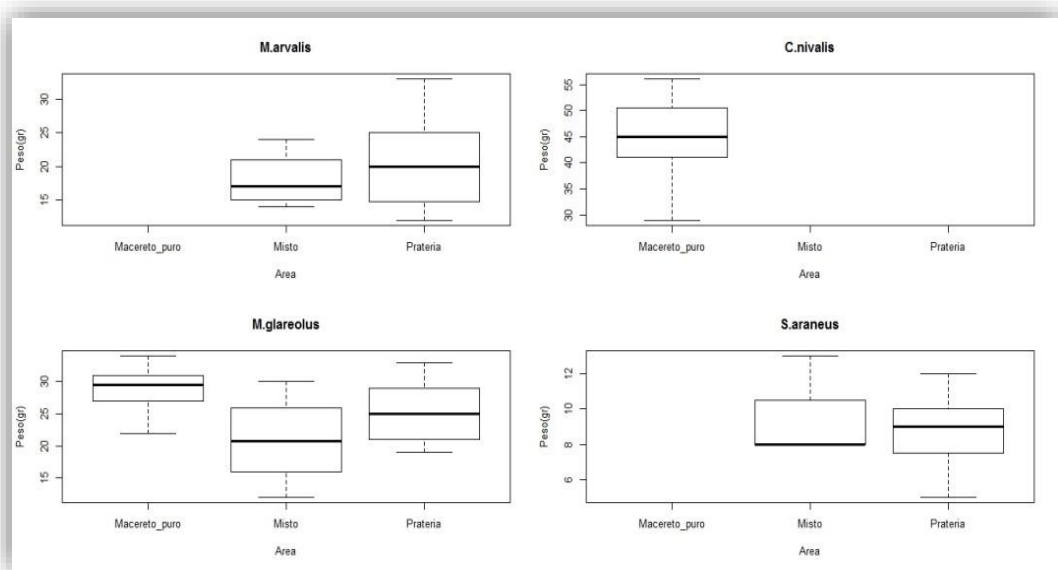 M.arvalis
Peso(gr)
30
25
20
15
Macereto_puro Misto Prateria
Area
C.nivalis
Peso(gr)
55
50
45
40
35
30
Macereto_puro Misto Prateria
Area
M.glareolus
Peso(gr)
30
25
20
15
Macereto_puro Misto Prateria
Area
S.araneus
Peso(gr)
12
10
8
6
Macereto_puro Misto Prateria
Area